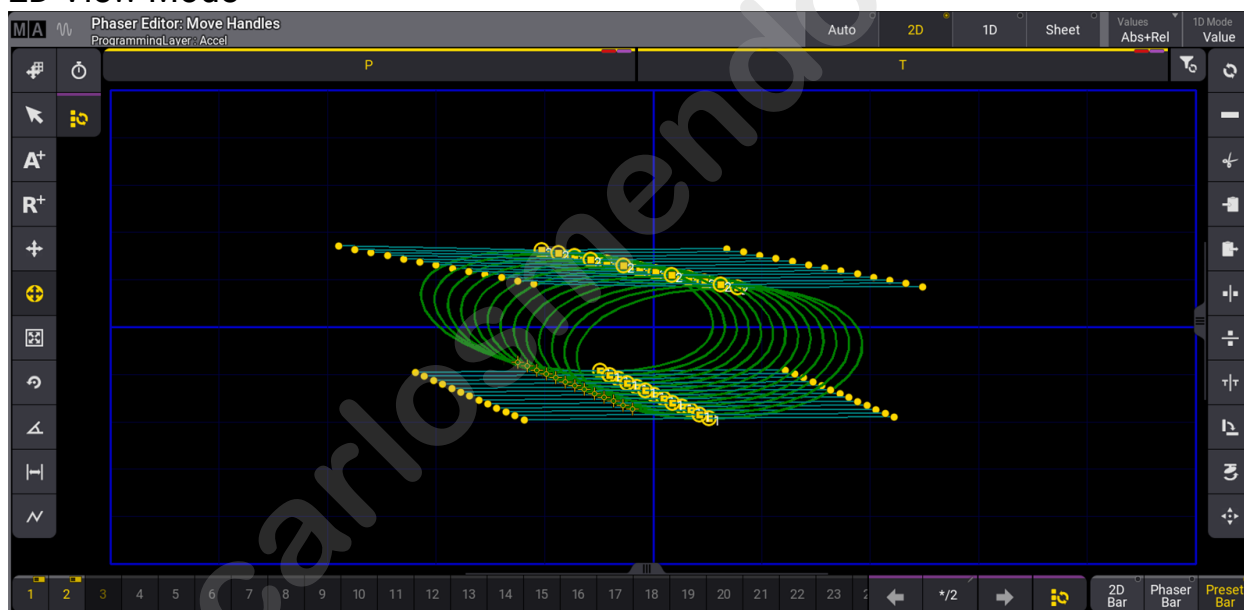 2D View Mode
MA Phaser Editor: Move Handles
ProgrammingLayer: Accel
Auto 2D 1D Sheet
Values
Abs+Rel
1D Mode
Value
P T
A+
R+
T|T
2
1
1 2 3 4 5 6 7 8 9 10 11 12 13 14 15 16 17 18 19 20 21 22 23 */2
2D
Bar
Phaser
Bar
Preset
Bar
carlosmendo